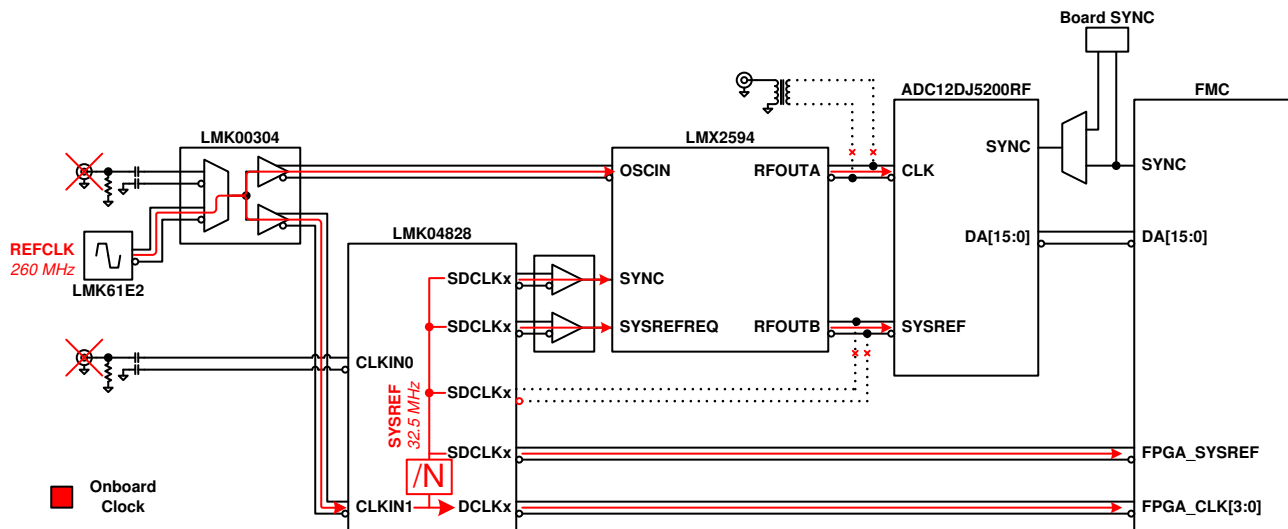 Board SYNC
ADC12DJ5200RF
FMC
LMK00304
LMX2594
SYNC
SYNC
OSCIN
RFOUTA
CLK
DA[15:0]
DA[15:0]
REFCLK
260 MHz
LMK61E2
LMK04828
SDCLKx
SYNC
SDCLKx
SYSREFREQ
RFOUTB
SYSREF
CLKIN0
SDCLKx
SYSREF
32.5 MHz
SDCLKx
FPGA_SYSREF
/N
Onboard
Clock
CLKIN1
DCLKx
FPGA_CLK[3:0]